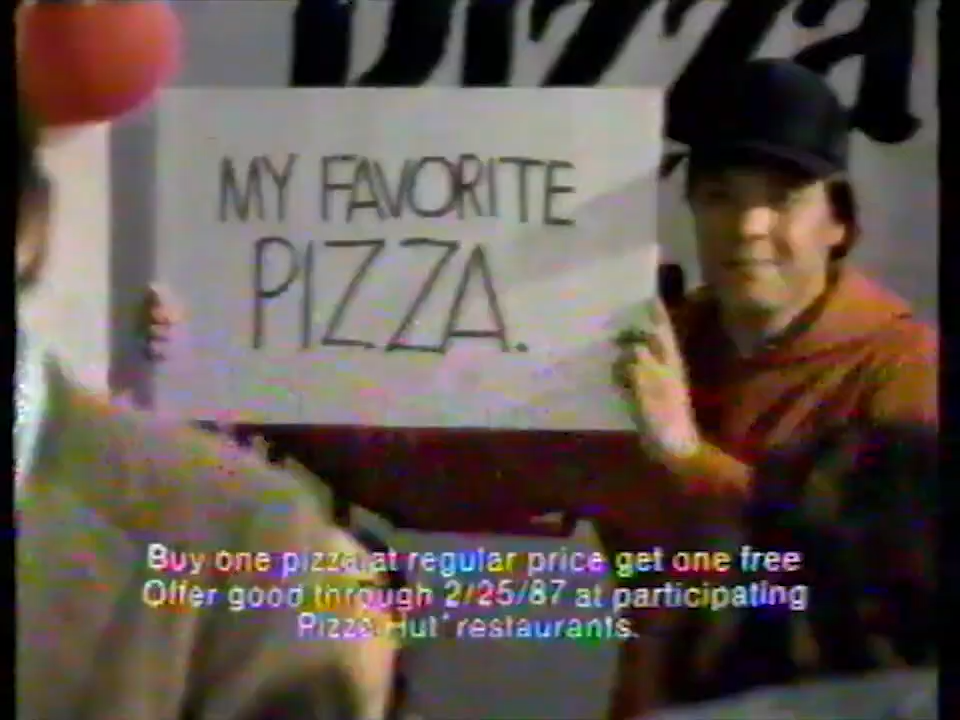 Pizza
MY FAVORITE
PIZZA.
Buy one pizza at regular price get one free
Offer good through 2/25/87 at participating
Pizza Hut® restaurants.